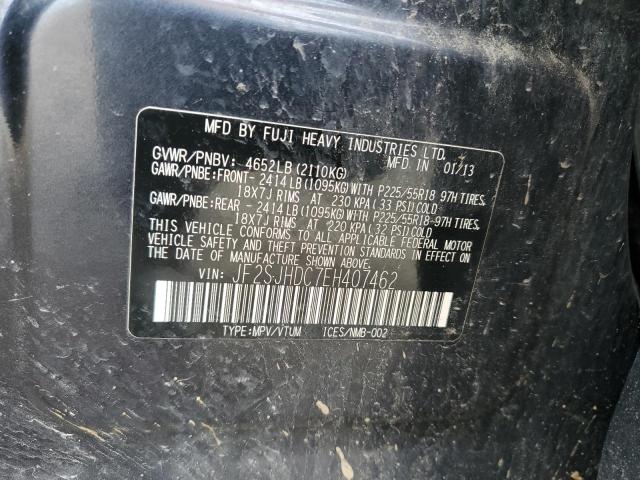 MFD BY FUJI HEAVY INDUSTRIES LTD.
GVWR/PNBV: 4652LB(2110KG) MFD IN 01/13
GAWR/PNBE:FRONT- 2414LB(1095KG)WITH P225/55R18 97H TIRES,
18X7J RIMS AT 230 KPA(33 PSI)COLD
GAWR/PNBE:REAR - 2414LB(1095KG)WITH P225/55R18-97H TIRES,
18X7J RIMS AT 220 KPA(32 PSI)COLD
THIS VEHICLE CONFORMS TO ALL APPLICABLE FEDERAL MOTOR
VEHICLE SAFETY AND THEFT PREVENTION STANDARDS IN EFFECT ON
THE DATE OF MANUFACTURE SHOWN ABOVE.
VIN: JF2SJHDC7EH407462
TYPE:MPV/VTUM ICES/NMB-002